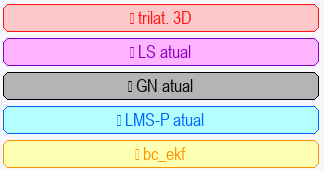 trilat. 3D
LS atual
GN atual
LMS-P atual
bc_ekf